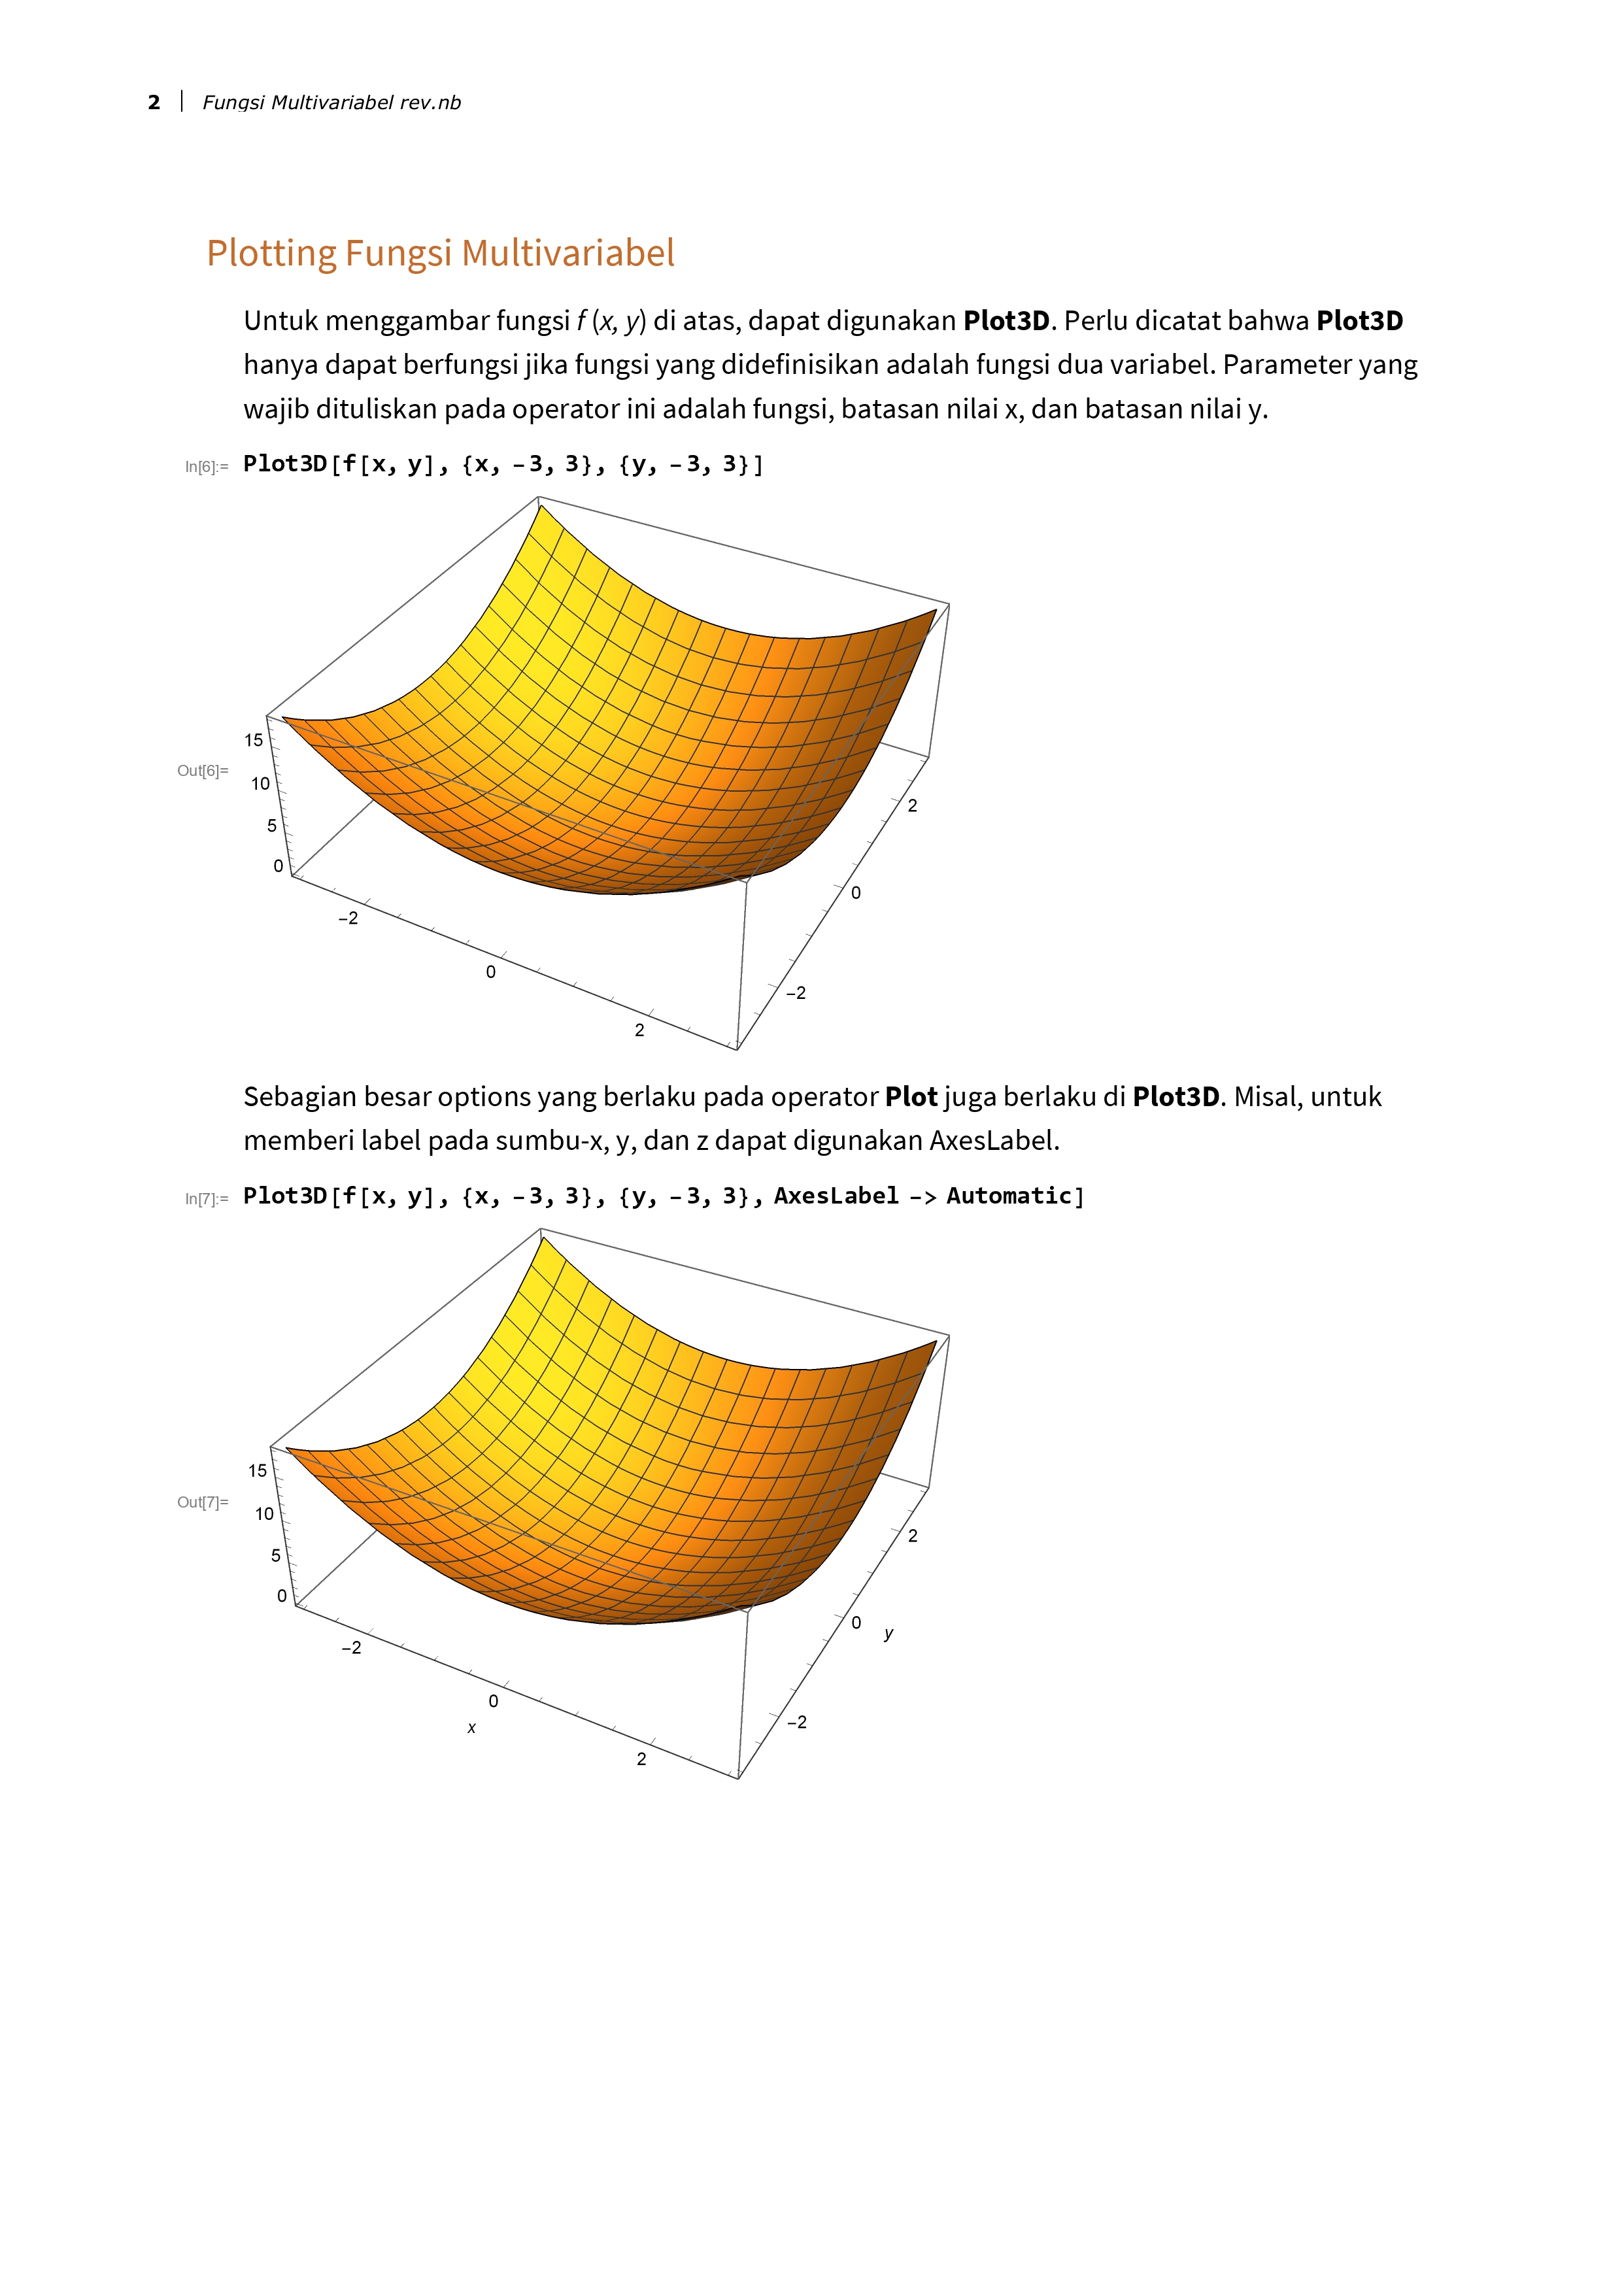 2 Fungsi Multivariabel rev.nb
Plotting Fungsi Multivariabel
Untuk menggambar fungsi f (x, y) di atas, dapat digunakan Plot3D. Perlu dicatat bahwa Plot3D
hanya dapat berfungsi jika fungsi yang didefinisikan adalah fungsi dua variabel. Parameter yang
wajib dituliskan pada operator ini adalah fungsi, batasan nilai x, dan batasan nilai y.
In[6]:= Plot3D[f[x, y], {x, -3, 3}, {y, -3, 3}]
Out[6]=
15
10
5
0
-2
0
2
-2
0
2
Sebagian besar options yang berlaku pada operator Plot juga berlaku di Plot3D. Misal, untuk
memberi label pada sumbu-x, y, dan z dapat digunakan AxesLabel.
In[7]:= Plot3D[f[x, y], {x, -3, 3}, {y, -3, 3}, AxesLabel -> Automatic]
Out[7]=
15
10
5
0
-2
0
2
x
-2
0
2
y